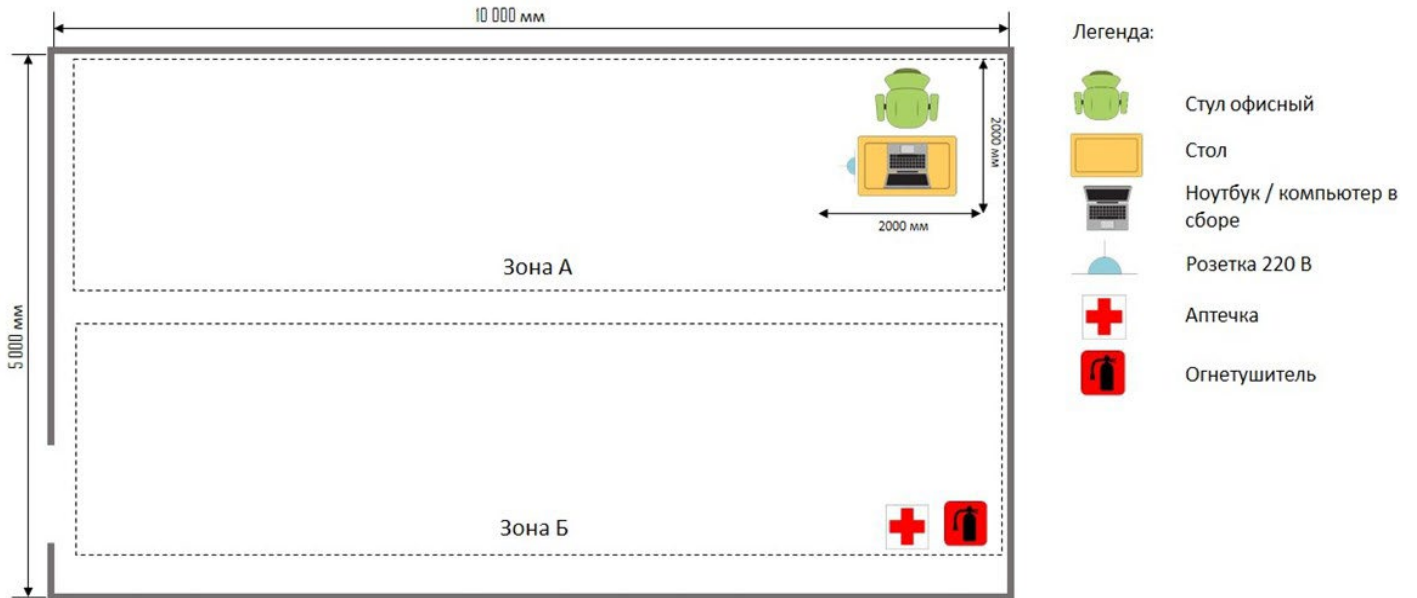 10 000 мм
Легенда:
5 000 мм
2000 мм
2000 мм
Зона А
Зона Б
Стул офисный
Стол
Ноутбук / компьютер в
сборе
Розетка 220 В
Аптечка
Огнетушитель